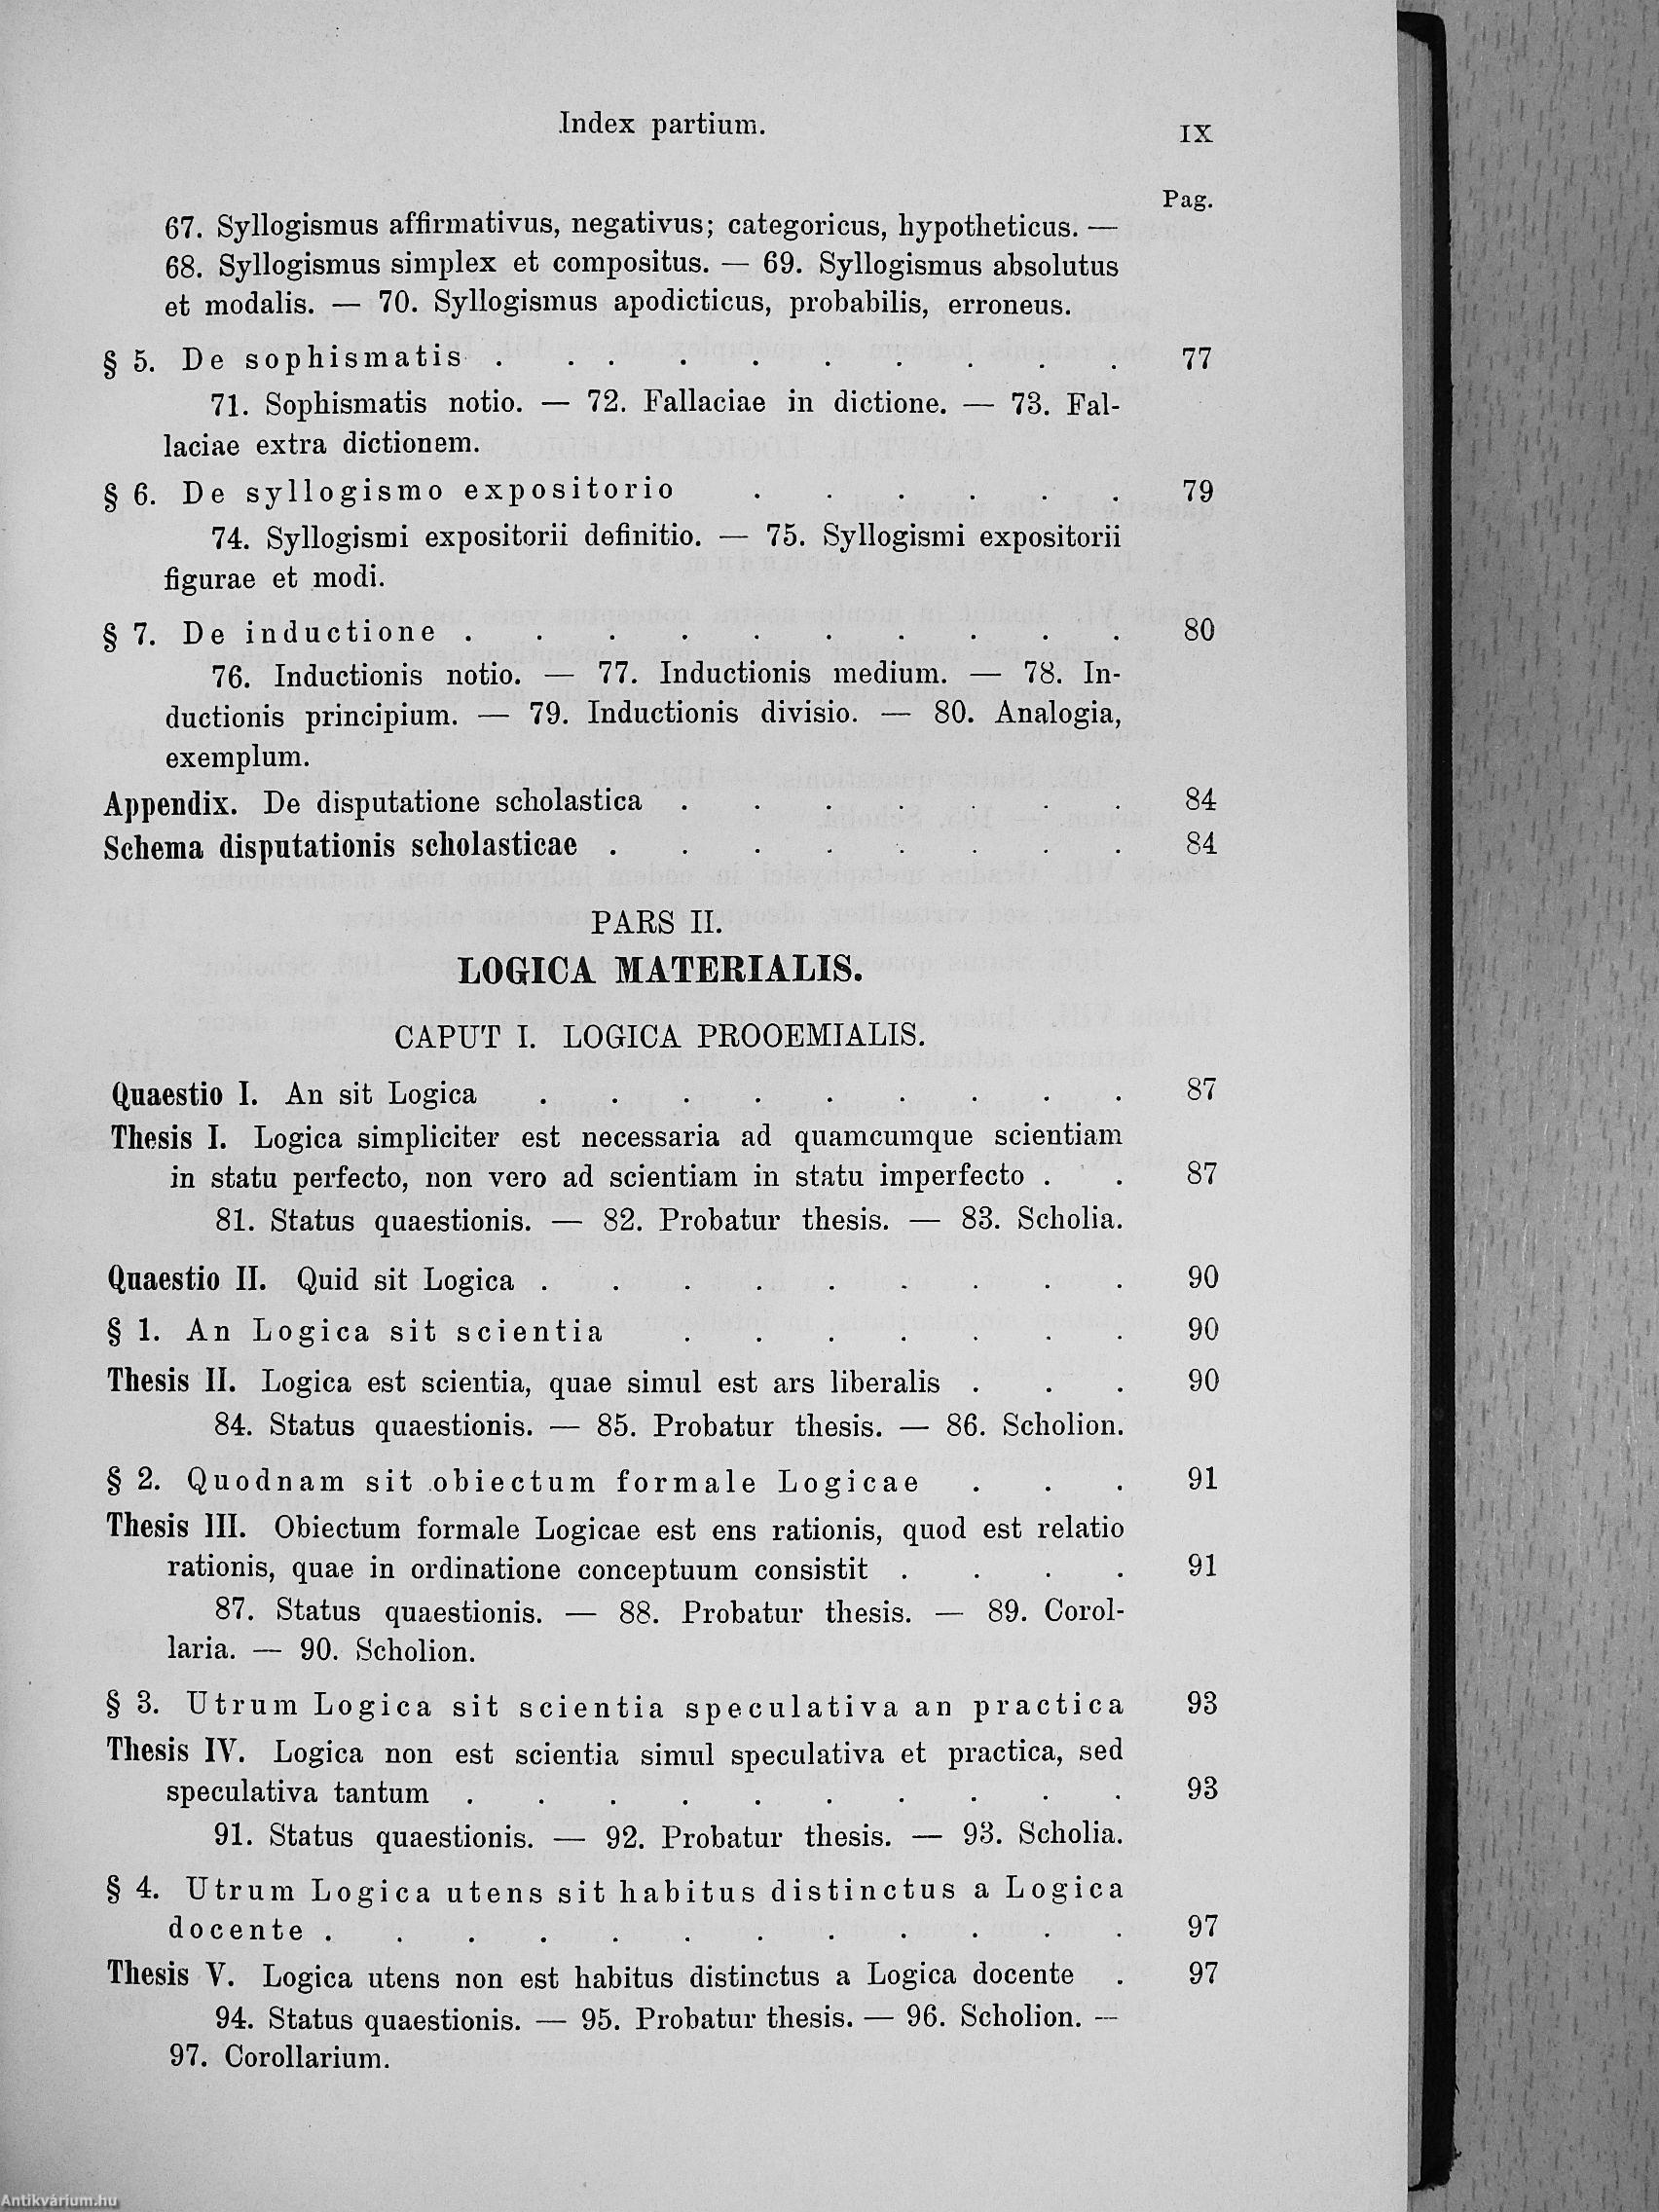 Index partium.
IX
Pag.
67. Syllogismus affirmativus, negativus; categoricus, hypotheticus. —
68. Syllogismus simplex et compositus. — 69. Syllogismus absolutus
et modalis. — 70. Syllogismus apodicticus, probabilis, erroneus.
§ 5. De sophismatis . . . . . . . . . . 77
71. Sophismatis notio. — 72. Fallaciae in dictione. — 73. Fal-
laciae extra dictionem.
§ 6. De syllogismo expositorio . . . . . . 79
74. Syllogismi expositorii definitio. — 75. Syllogismi expositorii
figurae et modi.
§ 7. De inductione . . . . . . . . . . 80
76. Inductionis notio. — 77. Inductionis medium. — 78. In-
ductionis principium. — 79. Inductionis divisio. — 80. Analogia,
exemplum.
Appendix. De disputatione scholastica . . . . . . . 84
Schema disputationis scholasticae . . . . . . . . 84
PARS II.
LOGICA MATERIALIS.
CAPUT I. LOGICA PROOEMIALIS.
Quaestio I. An sit Logica . . . . . . . . . 87
Thesis I. Logica simpliciter est necessaria ad quamcumque scientiam
in statu perfecto, non vero ad scientiam in statu imperfecto . . 87
81. Status quaestionis. — 82. Probatur thesis. — 83. Scholia.
Quaestio II. Quid sit Logica . . . . . . . . . 90
§ 1. An Logica sit scientia . . . . . . . 90
Thesis II. Logica est scientia, quae simul est ars liberalis . . . 90
84. Status quaestionis. — 85. Probatur thesis. — 86. Scholion.
§ 2. Quodnam sit obiectum formale Logicae . . . 91
Thesis III. Obiectum formale Logicae est ens rationis, quod est relatio
rationis, quae in ordinatione conceptuum consistit . . . . 91
87. Status quaestionis. — 88. Probatur thesis. — 89. Corol-
laria. — 90. Scholion.
§ 3. Utrum Logica sit scientia speculativa an practica 93
Thesis IV. Logica non est scientia simul speculativa et practica, sed
speculativa tantum . . . . . . . . . . 93
91. Status quaestionis. — 92. Probatur thesis. — 93. Scholia.
§ 4. Utrum Logica utens sit habitus distinctus a Logica
docente . . . . . . . . . . . . 97
Thesis V. Logica utens non est habitus distinctus a Logica docente . 97
94. Status quaestionis. — 95. Probatur thesis. — 96. Scholion. —
97. Corollarium.
Antikvárium.hu